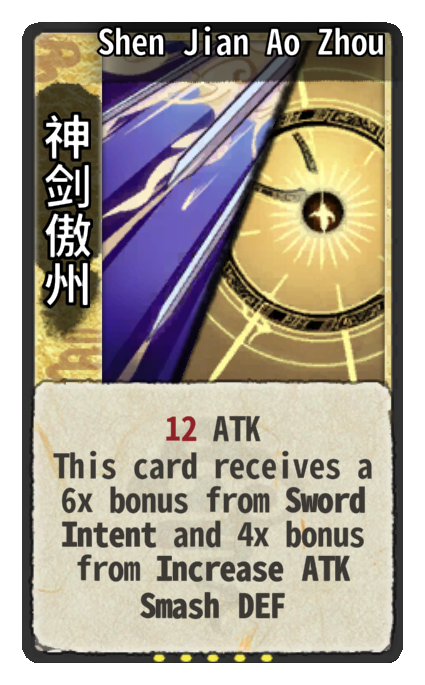 Shen Jian Ao Zhou
神剑傲州
12 ATK
This card receives a
6x bonus from Sword
Intent and 4x bonus
from Increase ATK
Smash DEF